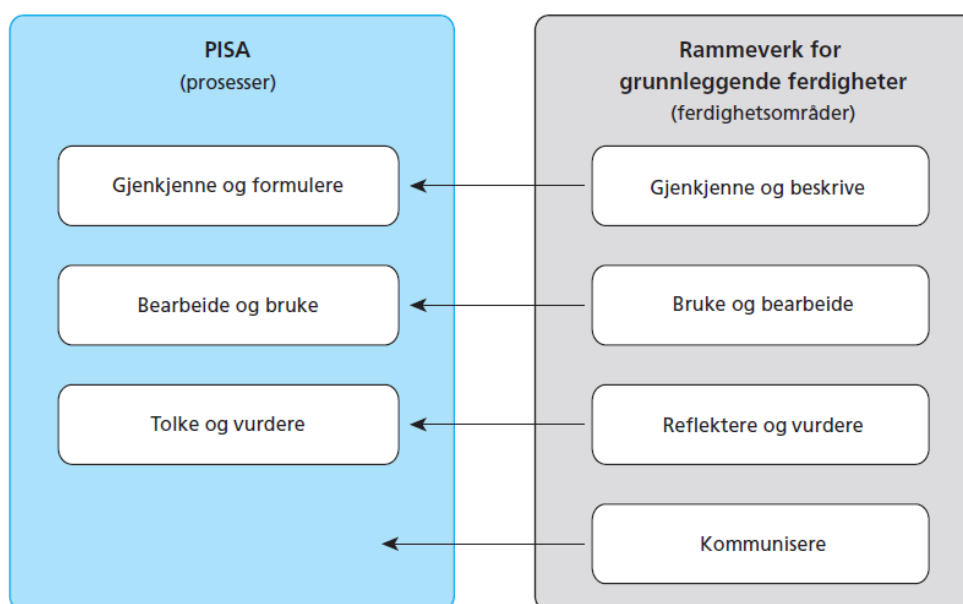 PISA
(prosesser)
Gjenkjenne og formulere
Bearbeide og bruke
Tolke og vurdere
Rammeverk for
grunnleggende ferdigheter
(ferdighetsområder)
Gjenkjenne og beskrive
Bruke og bearbeide
Reflektere og vurdere
Kommunisere